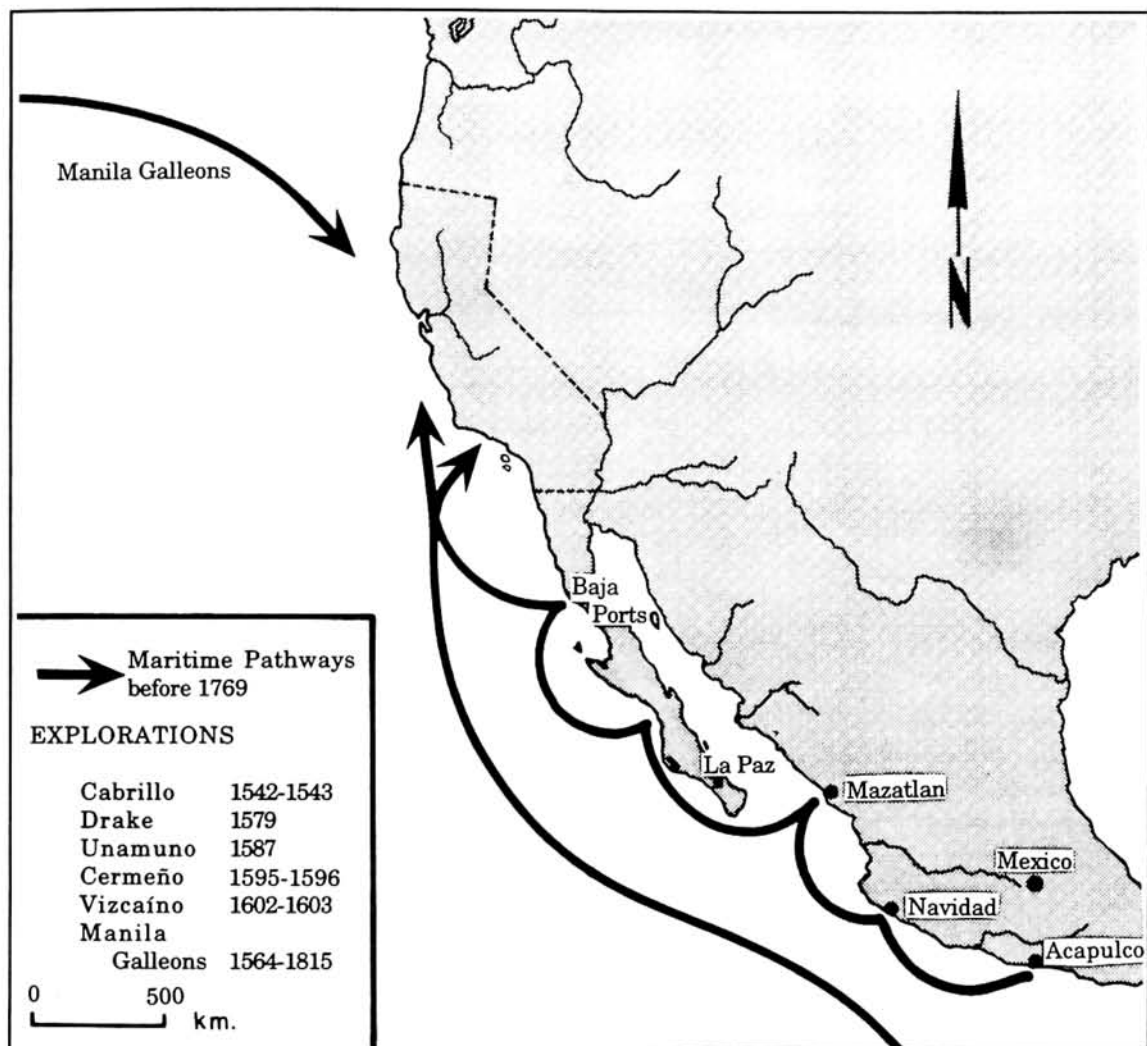 Manila Galleons
N
Baja
Ports
La Paz
Mazatlan
Mexico
Navidad
Acapulco
Maritime Pathways
before 1769
EXPLORATIONS
Cabrillo 1542-1543
Drake 1579
Unamuno 1587
Cermeño 1595-1596
Vizcaíno 1602-1603
Manila
Galleons 1564-1815
0 500
km.